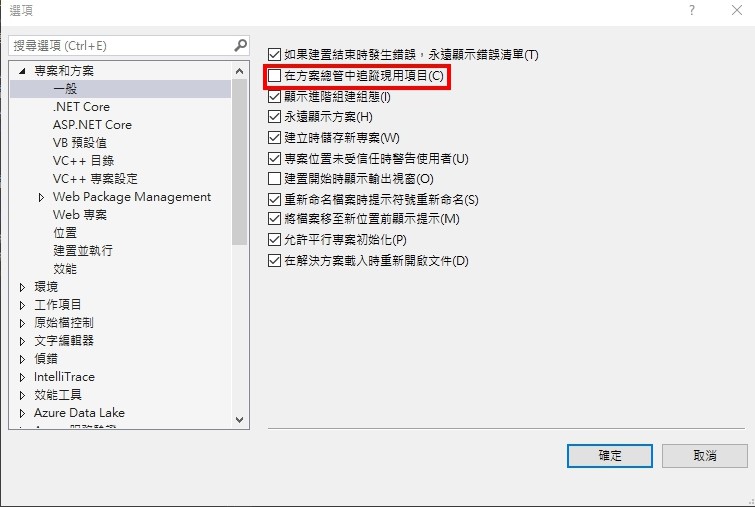 選項
?
搜尋選項 (Ctrl+E)
專案和方案
一般
.NET Core
ASP.NET Core
VB 預設值
VC++ 目錄
VC++ 專案設定
Web Package Management
Web 專案
位置
建置並執行
效能
環境
工作項目
原始檔控制
文字編輯器
偵錯
IntelliTrace
效能工具
Azure Data Lake
如果建置結束時發生錯誤，永遠顯示錯誤清單(T)
在方案總管中追蹤現用項目(C)
顯示進階組建組態(I)
永遠顯示方案(H)
建立時儲存新專案(W)
專案位置未受信任時警告使用者(U)
建置開始時顯示輸出視窗(O)
重新命名檔案時提示符號重新命名(S)
將檔案移至新位置前顯示提示(M)
允許平行專案初始化(P)
在解決方案載入時重新開啟文件(D)
確定
取消